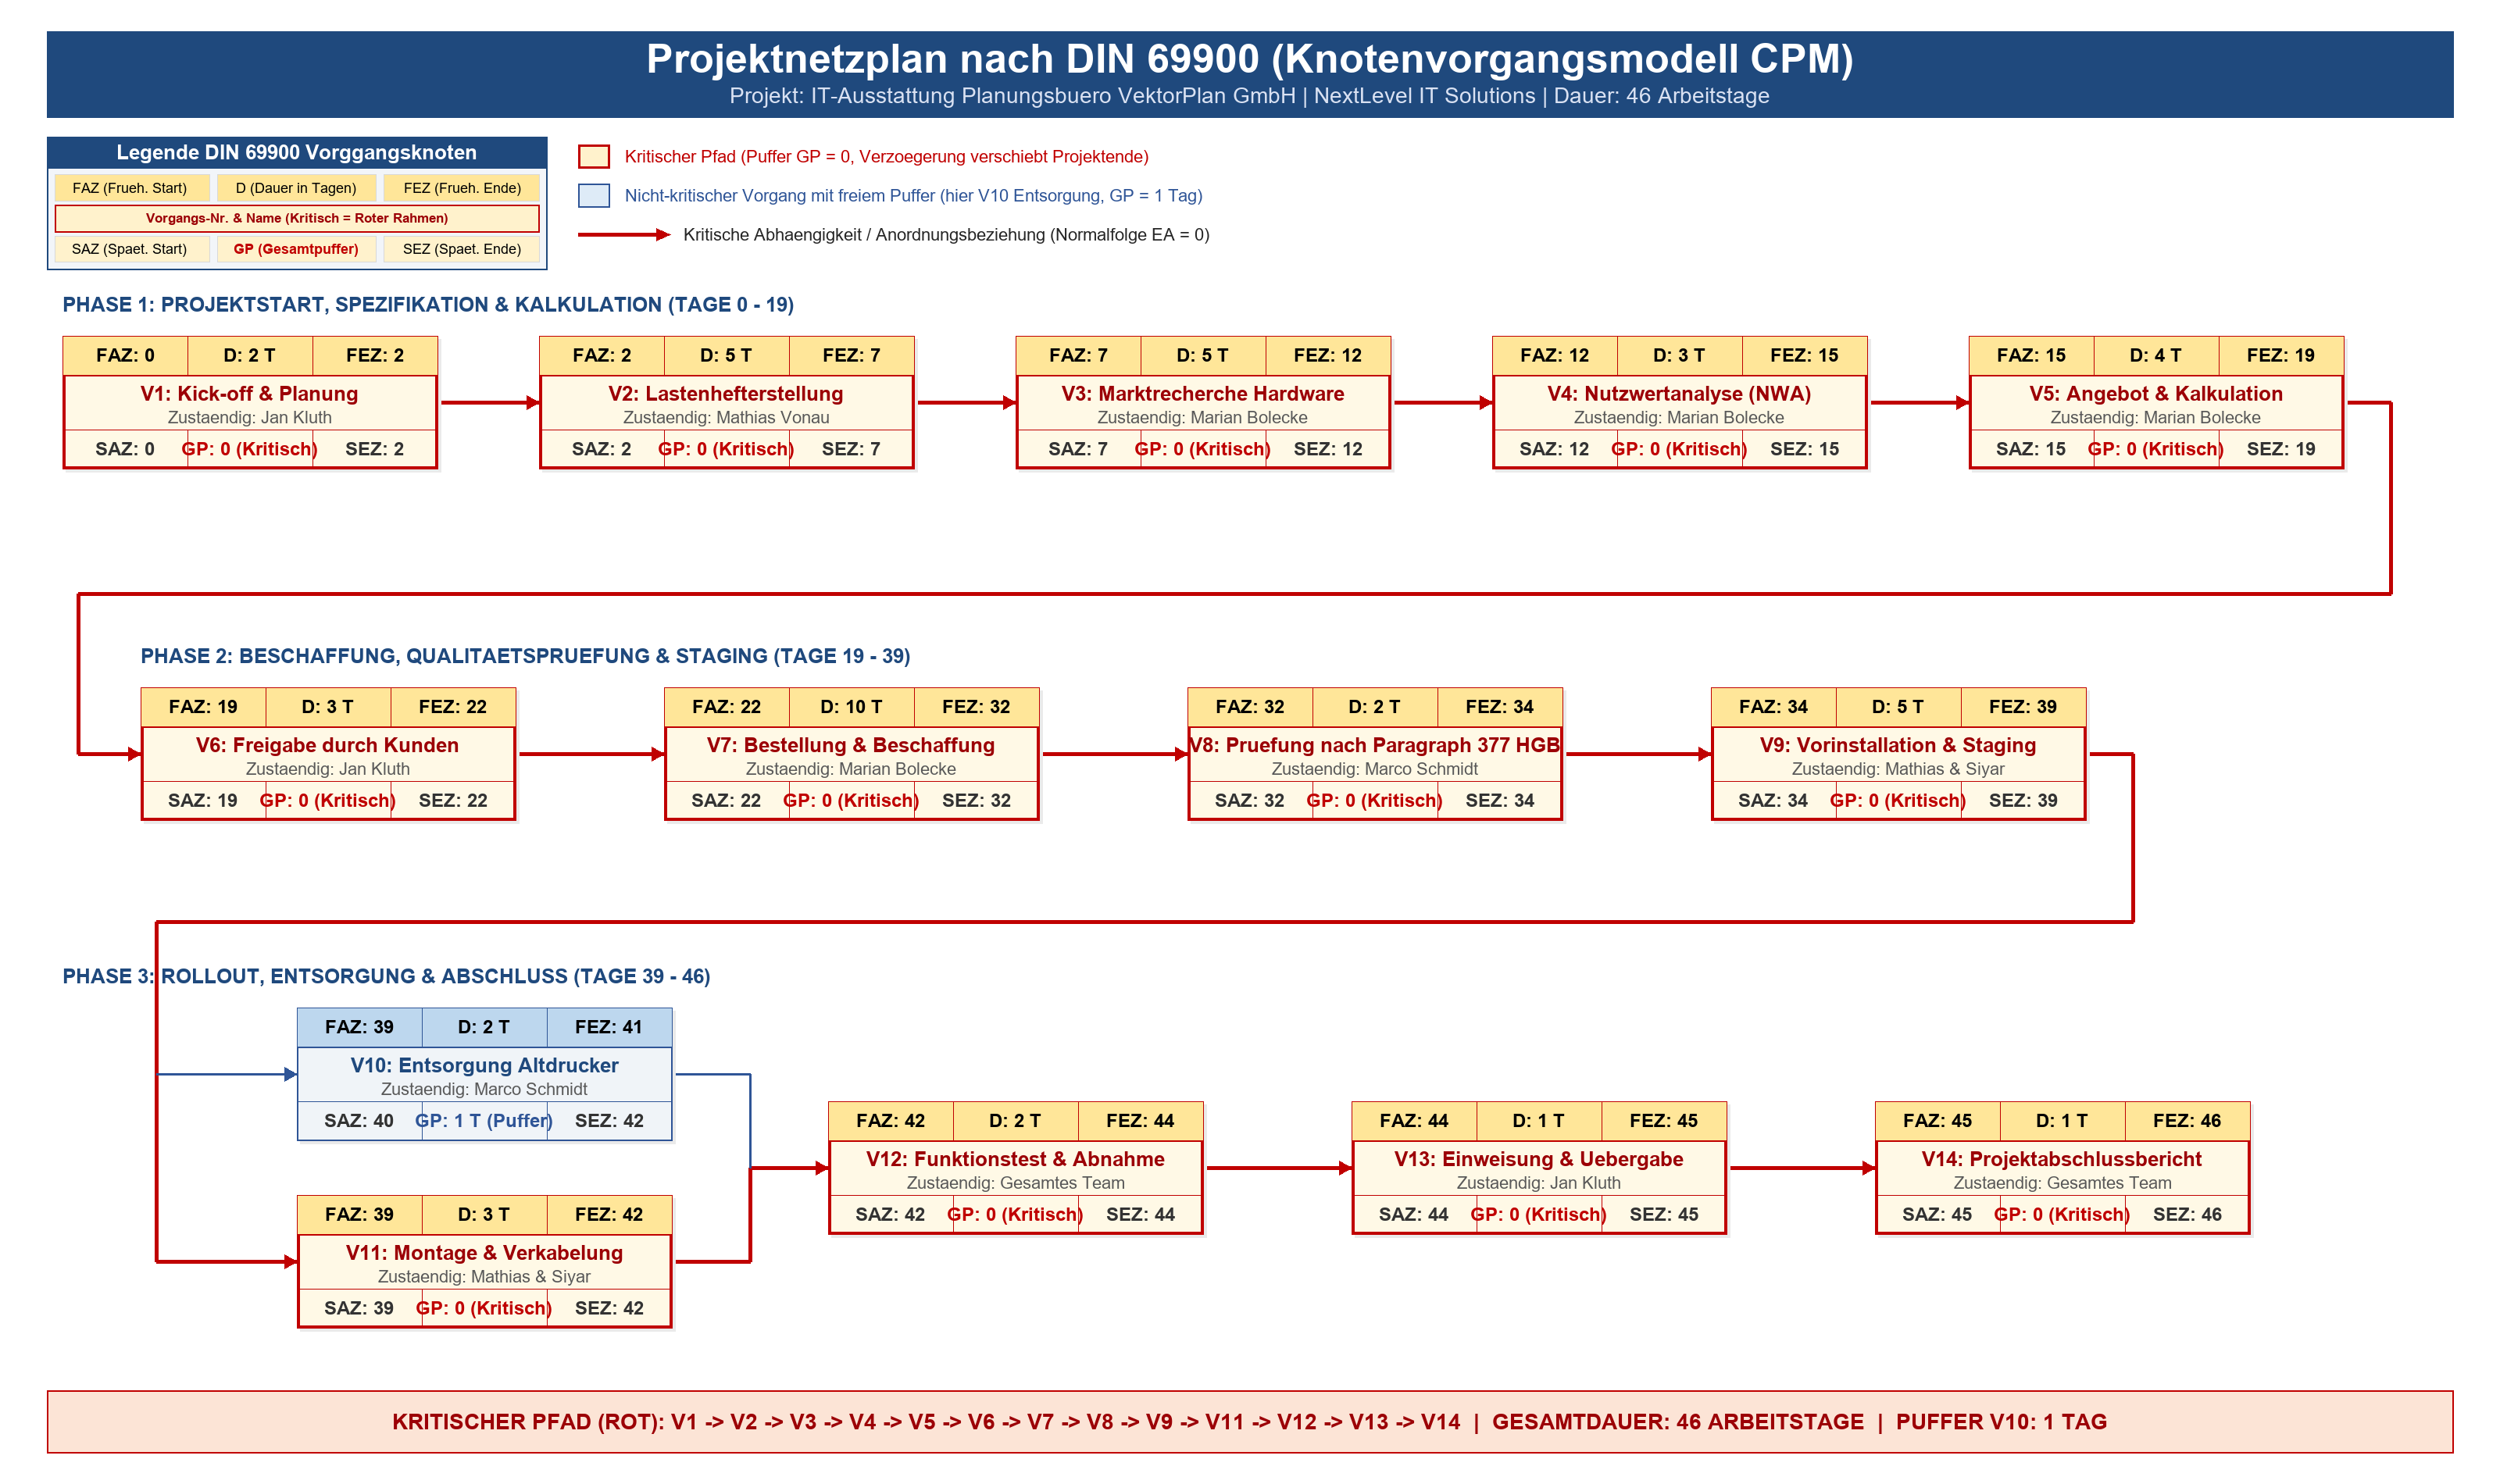 Projektnetzplan nach DIN 69900 (Knotenvorgangsmodell CPM)
Projekt: IT-Ausstattung Planungsbuero VektorPlan GmbH | NextLevel IT Solutions | Dauer: 46 Arbeitstage
Legende DIN 69900 Vorggangsknoten
FAZ (Frueh. Start) D (Dauer in Tagen) FEZ (Frueh. Ende)
Vorgangs-Nr. & Name (Kritisch = Roter Rahmen)
SAZ (Spaet. Start) GP (Gesamtpuffer) SEZ (Spaet. Ende)
Kritischer Pfad (Puffer GP = 0, Verzoegerung verschiebt Projektende)
Nicht-kritischer Vorgang mit freiem Puffer (hier V10 Entsorgung, GP = 1 Tag)
Kritische Abhaengigkeit / Anordnungsbeziehung (Normalfolge EA = 0)
PHASE 1: PROJEKTSTART, SPEZIFIKATION & KALKULATION (TAGE 0 - 19)
FAZ: 0 D: 2 T FEZ: 2
V1: Kick-off & Planung
Zustaendig: Jan Kluth
SAZ: 0 GP: 0 (Kritisch) SEZ: 2
FAZ: 2 D: 5 T FEZ: 7
V2: Lastenhefterstellung
Zustaendig: Mathias Vonau
SAZ: 2 GP: 0 (Kritisch) SEZ: 7
FAZ: 7 D: 5 T FEZ: 12
V3: Marktrecherche Hardware
Zustaendig: Marian Bolecke
SAZ: 7 GP: 0 (Kritisch) SEZ: 12
FAZ: 12 D: 3 T FEZ: 15
V4: Nutzwertanalyse (NWA)
Zustaendig: Marian Bolecke
SAZ: 12 GP: 0 (Kritisch) SEZ: 15
FAZ: 15 D: 4 T FEZ: 19
V5: Angebot & Kalkulation
Zustaendig: Marian Bolecke
SAZ: 15 GP: 0 (Kritisch) SEZ: 19
PHASE 2: BESCHAFFUNG, QUALITAETSPRUEFUNG & STAGING (TAGE 19 - 39)
FAZ: 19 D: 3 T FEZ: 22
V6: Freigabe durch Kunden
Zustaendig: Jan Kluth
SAZ: 19 GP: 0 (Kritisch) SEZ: 22
FAZ: 22 D: 10 T FEZ: 32
V7: Bestellung & Beschaffung
Zustaendig: Marian Bolecke
SAZ: 22 GP: 0 (Kritisch) SEZ: 32
FAZ: 32 D: 2 T FEZ: 34
V8: Pruefung nach Paragraph 377 HGB
Zustaendig: Marco Schmidt
SAZ: 32 GP: 0 (Kritisch) SEZ: 34
FAZ: 34 D: 5 T FEZ: 39
V9: Vorinstallation & Staging
Zustaendig: Mathias & Siyar
SAZ: 34 GP: 0 (Kritisch) SEZ: 39
PHASE 3: ROLLOUT, ENTSORGUNG & ABSCHLUSS (TAGE 39 - 46)
FAZ: 39 D: 2 T FEZ: 41
V10: Entsorgung Altdrucker
Zustaendig: Marco Schmidt
SAZ: 40 GP: 1 T (Puffer) SEZ: 42
FAZ: 39 D: 3 T FEZ: 42
V11: Montage & Verkabelung
Zustaendig: Mathias & Siyar
SAZ: 39 GP: 0 (Kritisch) SEZ: 42
FAZ: 42 D: 2 T FEZ: 44
V12: Funktionstest & Abnahme
Zustaendig: Gesamtes Team
SAZ: 42 GP: 0 (Kritisch) SEZ: 44
FAZ: 44 D: 1 T FEZ: 45
V13: Einweisung & Uebergabe
Zustaendig: Jan Kluth
SAZ: 44 GP: 0 (Kritisch) SEZ: 45
FAZ: 45 D: 1 T FEZ: 46
V14: Projektabschlussbericht
Zustaendig: Gesamtes Team
SAZ: 45 GP: 0 (Kritisch) SEZ: 46
KRITISCHER PFAD (ROT): V1 -> V2 -> V3 -> V4 -> V5 -> V6 -> V7 -> V8 -> V9 -> V11 -> V12 -> V13 -> V14 | GESAMTDAUER: 46 ARBEITSTAGE | PUFFER V10: 1 TAG